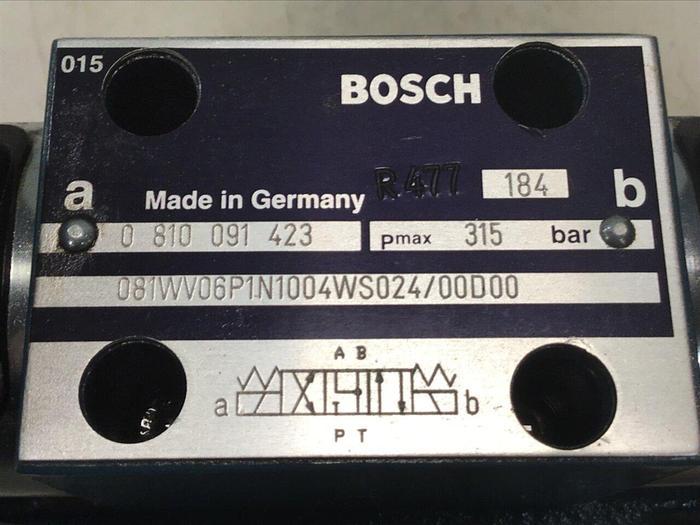 015
BOSCH
R477 184
a Made in Germany b
0 810 091 423 pmax 315 bar
081WV06P1N1004WS024/00D00
A B
a T b
P T